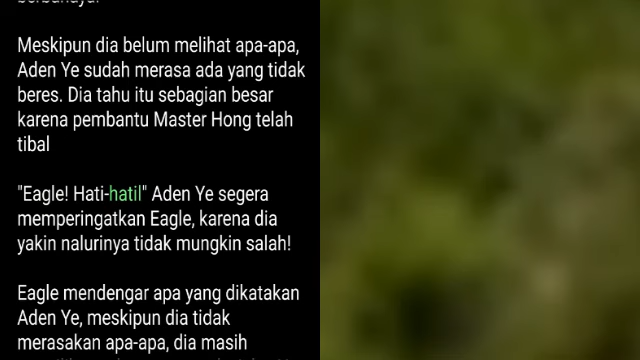 Meskipun dia belum melihat apa-apa,
Aden Ye sudah merasa ada yang tidak
beres. Dia tahu itu sebagian besar
karena pembantu Master Hong telah
tibal
"Eagle! Hati-hatil" Aden Ye segera
memperingatkan Eagle, karena dia
yakin nalurinya tidak mungkin salah!
Eagle mendengar apa yang dikatakan
Aden Ye, meskipun dia tidak
merasakan apa-apa, dia masih